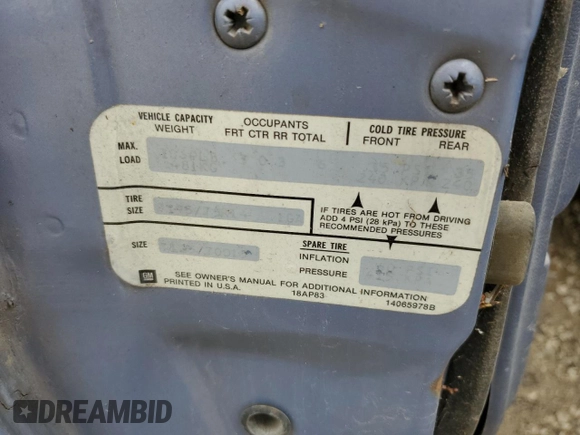 VEHICLE CAPACITY OCCUPANTS COLD TIRE PRESSURE
WEIGHT FRT CTR RR TOTAL FRONT REAR
MAX.
LOAD
TIRE
SIZE
IF TIRES ARE HOT FROM DRIVING
ADD 4 PSI (28 kPa) TO THESE
RECOMMENDED PRESSURES
SIZE SPARE TIRE
INFLATION
PRESSURE
GM SEE OWNER'S MANUAL FOR ADDITIONAL INFORMATION
PRINTED IN U.S.A. 18AP83 14065978B
DREAMBID